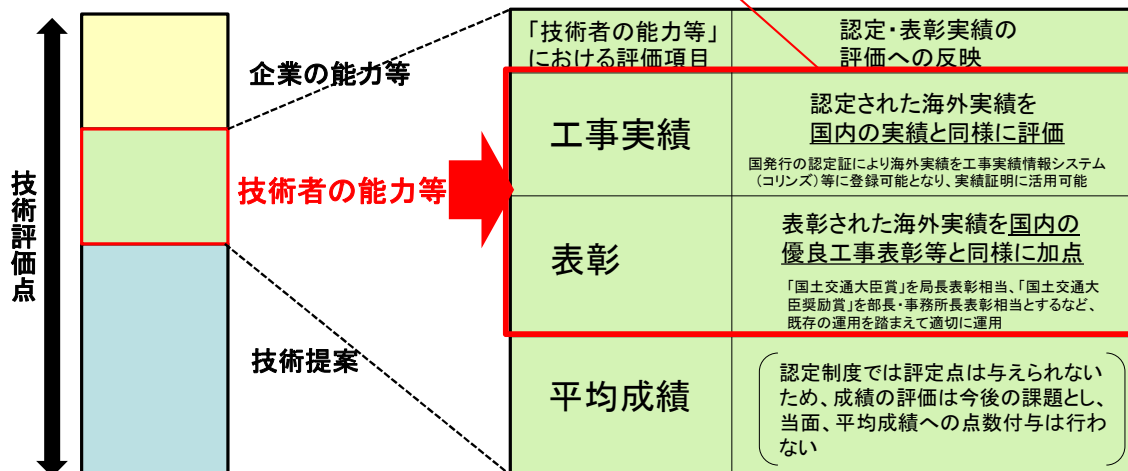 技術評価点
企業の能力等
技術者の能力等
技術提案
「技術者の能力等」
における評価項目
認定・表彰実績の
評価への反映
工事実績
認定された海外実績を
国内の実績と同様に評価
国発行の認定証により海外実績を工事実績情報システム
(コリンズ)等に登録可能となり、実績証明に活用可能
表彰
表彰された海外実績を国内の
優良工事表彰等と同様に加点
「国土交通大臣賞」を局長表彰相当、「国土交通大
臣奨励賞」を部長・事務所長表彰相当とするなど、
既存の運用を踏まえて適切に運用
平均成績
認定制度では評定点は与えられない
ため、成績の評価は今後の課題とし、
当面、平均成績への点数付与は行わ
ない